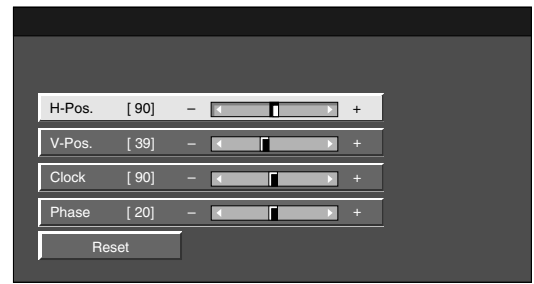 H-Pos. [ 90] – +
V-Pos. [ 39] – +
Clock [ 90] – +
Phase [ 20] – +
Reset